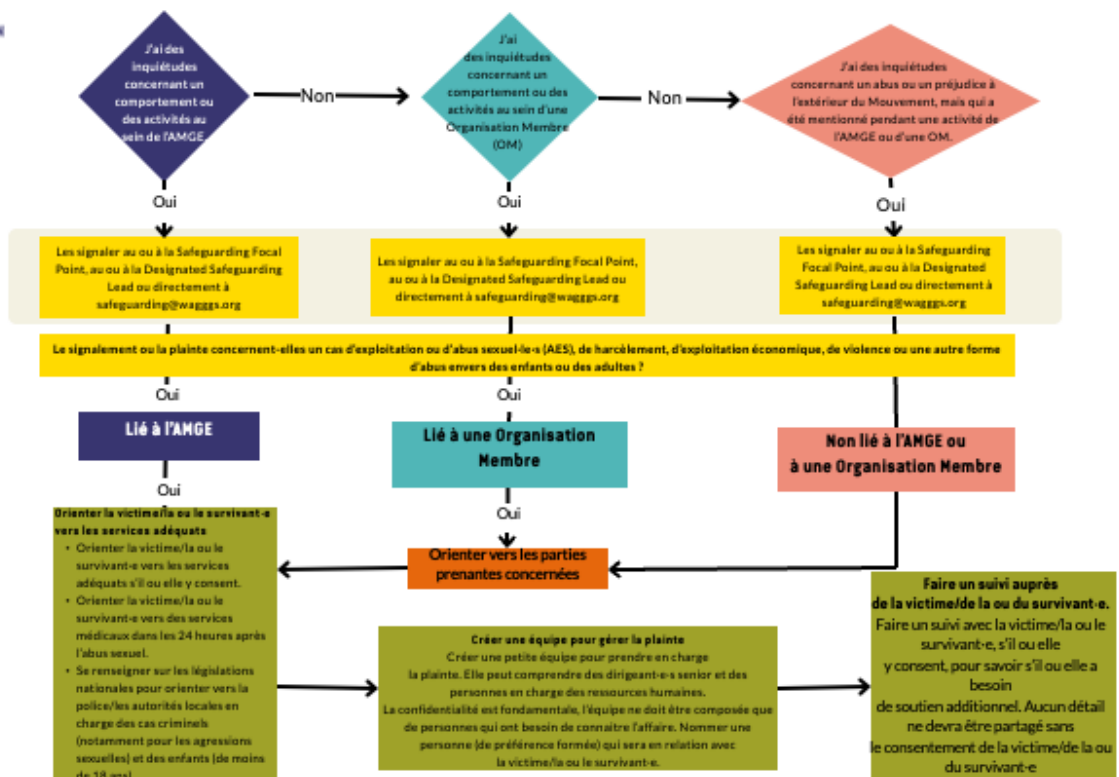 J'ai des
inquiétudes
concernant un
comportement ou
des activités au
sein de l'AMGE
Non
J'ai
des inquiétudes
concernant un
comportement ou des
activités au sein d'une
Organisation Membre
(OM)
Non
J'ai des inquiétudes
concernant un abus ou un préjudice à
l'extérieur du Mouvement, mais qui a
été mentionné pendant une activité de
l'AMGE ou d'une OM.
Oui
Oui
Oui
Les signaler au ou à la Safeguarding Focal
Point, au ou à la Designated Safeguarding
Lead ou directement à
safeguarding@wagggs.org
Les signaler au ou à la Safeguarding Focal Point,
au ou à la Designated Safeguarding Lead ou
directement à safeguarding@wagggs.org
Les signaler au ou à la Safeguarding
Focal Point, au ou à la Designated
Safeguarding Lead ou directement à
safeguarding@wagggs.org
Le signalement ou la plainte concernent-elles un cas d'exploitation ou d'abus sexuel·le·s (AES), de harcèlement, d'exploitation économique, de violence ou une autre forme
d'abus envers des enfants ou des adultes ?
Oui
Oui
Lié à l'AMGE
Lié à une Organisation
Membre
Non lié à l'AMGE ou
à une Organisation Membre
Oui
Oui
Orienter vers les parties
prenantes concernées
Orienter la victime/la ou le survivant·e
vers les services adéquats
• Orienter la victime/la ou le
survivant·e vers les services
adéquats s'il ou elle y consent.
• Orienter la victime/la ou le
survivant·e vers des services
médicaux dans les 24 heures après
l'abus sexuel.
• Se renseigner sur les législations
nationales pour orienter vers la
police/les autorités locales en
charge des cas criminels
(notamment pour les agressions
sexuelles) et des enfants (de moins
de 18 ans)
Créer une équipe pour gérer la plainte
Créer une petite équipe pour prendre en charge
la plainte. Elle peut comprendre des dirigeant·e·s senior et des
personnes en charge des ressources humaines.
La confidentialité est fondamentale, l'équipe ne doit être composée que
de personnes qui ont besoin de connaitre l'affaire. Nommer une
personne (de préférence formée) qui sera en relation avec
la victime/la ou le survivant·e.
Faire un suivi auprès
de la victime/de la ou du survivant·e.
Faire un suivi avec la victime/la ou le
survivant·e, s'il ou elle
y consent, pour savoir s'il ou elle a
besoin
de soutien additionnel. Aucun détail
ne devra être partagé sans
le consentement de la victime/de la ou
du survivant·e